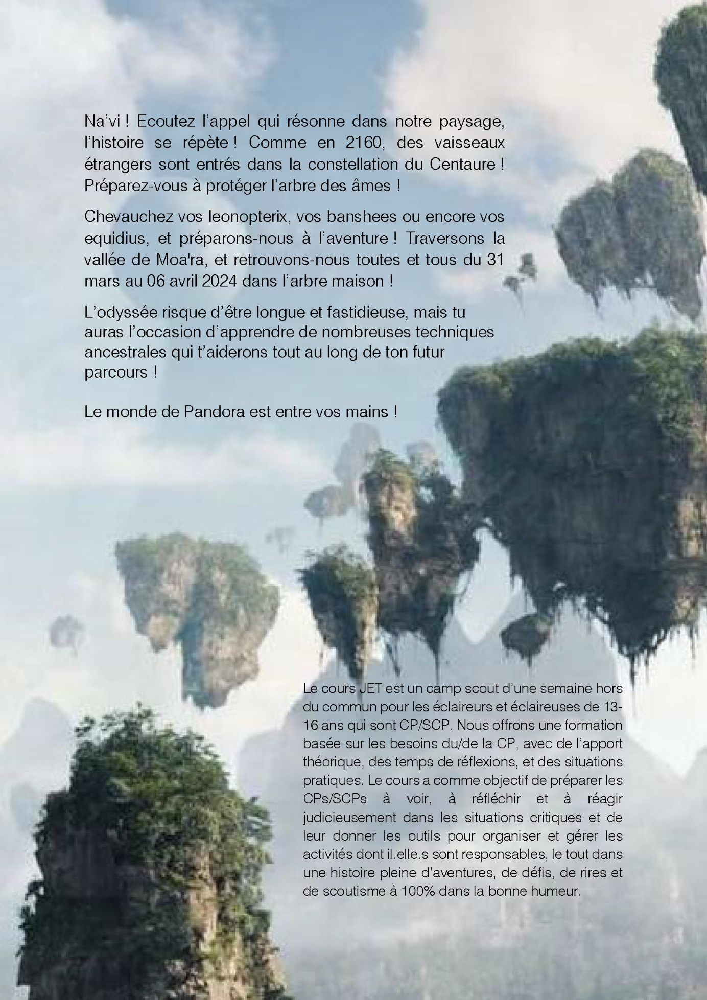 Na’vi ! Ecoutez l’appel qui résonne dans notre paysage,
l’histoire se répète ! Comme en 2160, des vaisseaux
étrangers sont entrés dans la constellation du Centaure !
Préparez-vous à protéger l’arbre des âmes !
Chevauchez vos leonopterix, vos banshees ou encore vos
equidius, et préparons-nous à l’aventure ! Traversons la
vallée de Moa'ra, et retrouvons-nous toutes et tous du 31
mars au 06 avril 2024 dans l’arbre maison !
L’odyssée risque d’être longue et fastidieuse, mais tu
auras l’occasion d’apprendre de nombreuses techniques
ancestrales qui t’aiderons tout au long de ton futur
parcours !
Le monde de Pandora est entre vos mains !
Le cours JET est un camp scout d’une semaine hors
du commun pour les éclaireurs et éclaireuses de 13-
16 ans qui sont CP/SCP. Nous offrons une formation
basée sur les besoins du/de la CP, avec de l’apport
théorique, des temps de réflexions, et des situations
pratiques. Le cours a comme objectif de préparer les
CPs/SCPs à voir, à réfléchir et à réagir
judicieusement dans les situations critiques et de
leur donner les outils pour organiser et gérer les
activités dont il.elle.s sont responsables, le tout dans
une histoire pleine d’aventures, de défis, de rires et
de scoutisme à 100% dans la bonne humeur.